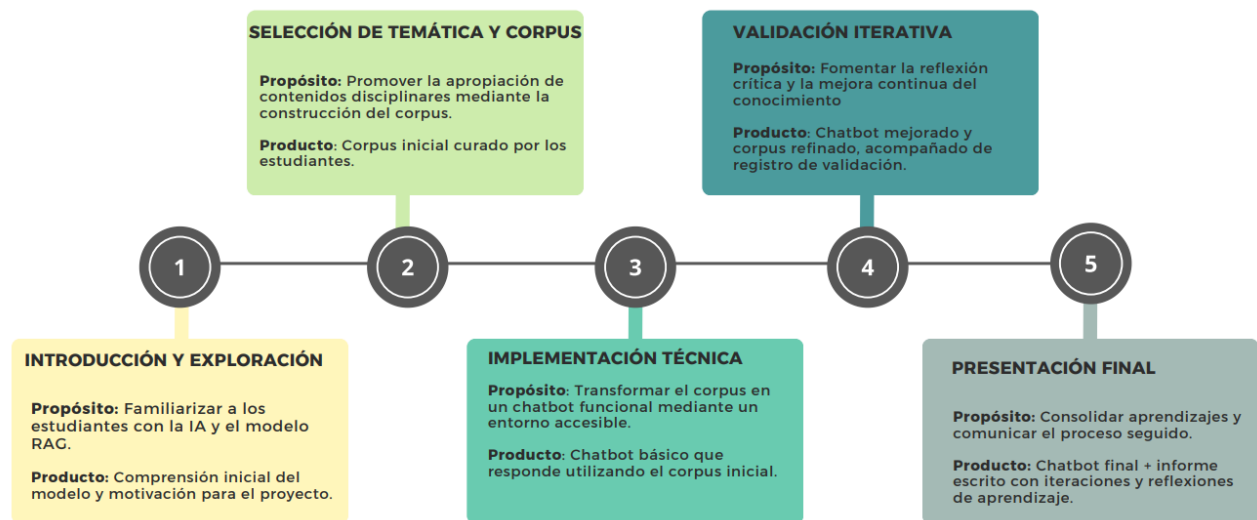 SELECCIÓN DE TEMÁTICA Y CORPUS
Propósito: Promover la apropiación de
contenidos disciplinares mediante la
construcción del corpus.
Producto: Corpus inicial curado por los
estudiantes.
VALIDACIÓN ITERATIVA
Propósito: Fomentar la reflexión
crítica y la mejora continua del
conocimiento
Producto: Chatbot mejorado y
corpus refinado, acompañado de
registro de validación.
1
2
3
4
5
INTRODUCCIÓN Y EXPLORACIÓN
Propósito: Familiarizar a los
estudiantes con la IA y el modelo
RAG.
Producto: Comprensión inicial del
modelo y motivación para el proyecto.
IMPLEMENTACIÓN TÉCNICA
Propósito: Transformar el corpus en
un chatbot funcional mediante un
entorno accesible.
Producto: Chatbot básico que
responde utilizando el corpus inicial.
PRESENTACIÓN FINAL
Propósito: Consolidar aprendizajes y
comunicar el proceso seguido.
Producto: Chatbot final + informe
escrito con iteraciones y reflexiones
de aprendizaje.